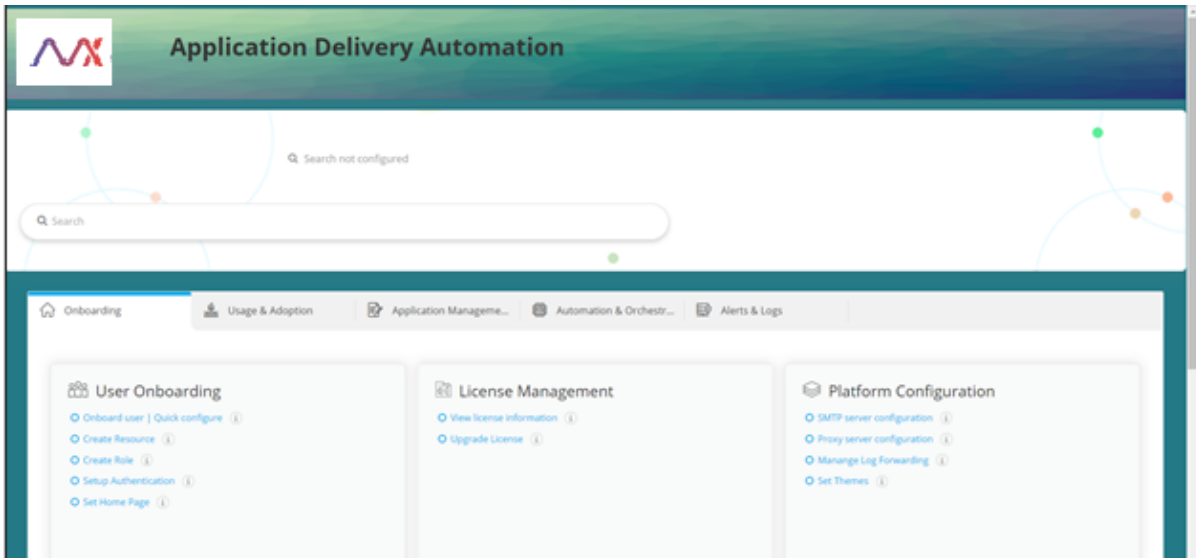 Application Delivery Automation
Search not configured
Search
Onboarding
Usage & Adoption
Application Manageme...
Automation & Orchestr...
Alerts & Logs
User Onboarding
Onboard user | Quick configure
Create Resource
Create Role
Setup Authentication
Set Home Page
License Management
View license information
Upgrade License
Platform Configuration
SMTP server configuration
Proxy server configuration
Manange Log Forwarding
Set Themes